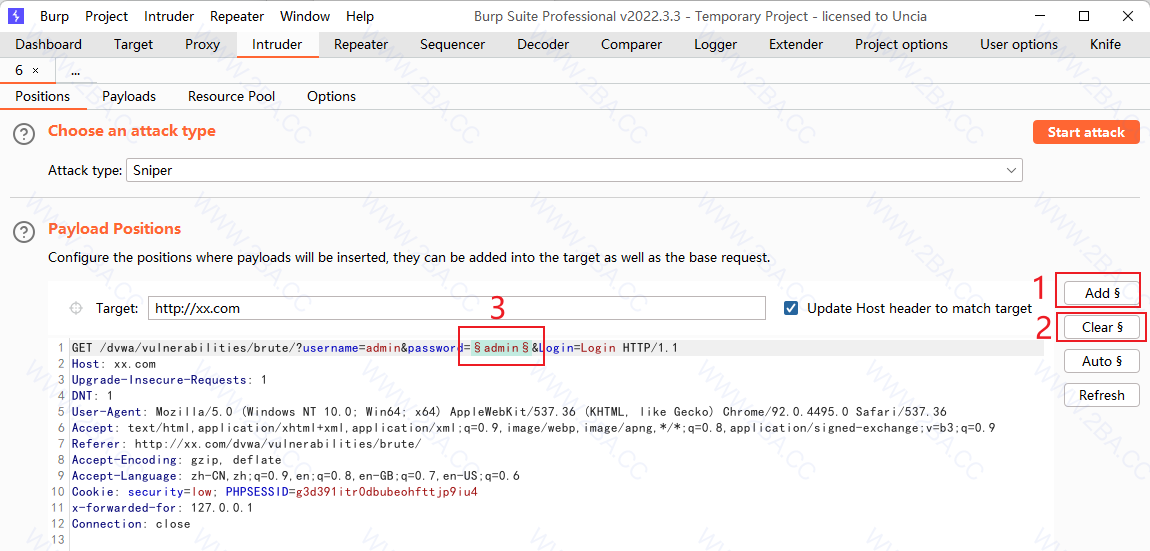 Burp Project Intruder Repeater Window Help Burp Suite Professional v2022.3.3 - Temporary Project - licensed to Uncia
Dashboard Target Proxy Intruder Repeater Sequencer Decoder Comparer Logger Extender Project options User options Knife
6 × ...
Positions Payloads Resource Pool Options
? Choose an attack type Start attack
Attack type: Sniper
? Payload Positions
Configure the positions where payloads will be inserted, they can be added into the target as well as the base request.
1 Add §
Target: http://xx.com 3 Update Host header to match target
2 Clear §
1 GET /dvwa/vulnerabilities/brute/?username=admin&password=§admin§&Login=Login HTTP/1.1
Auto §
2 Host: xx.com
3 Upgrade-Insecure-Requests: 1
4 DNT: 1
Refresh
5 User-Agent: Mozilla/5.0 (Windows NT 10.0; Win64; x64) AppleWebKit/537.36 (KHTML, like Gecko) Chrome/92.0.4495.0 Safari/537.36
6 Accept: text/html,application/xhtml+xml,application/xml;q=0.9,image/webp,image/apng,*/*;q=0.8,application/signed-exchange;v=b3;q=0.9
7 Referer: http://xx.com/dvwa/vulnerabilities/brute/
8 Accept-Encoding: gzip, deflate
9 Accept-Language: zh-CN,zh;q=0.9,en;q=0.8,en-GB;q=0.7,en-US;q=0.6
10 Cookie: security=low; PHPSESSID=g3d391itr0dbubeohfttjp9iu4
11 x-forwarded-for: 127.0.0.1
12 Connection: close
13
WWW.2BA.CC